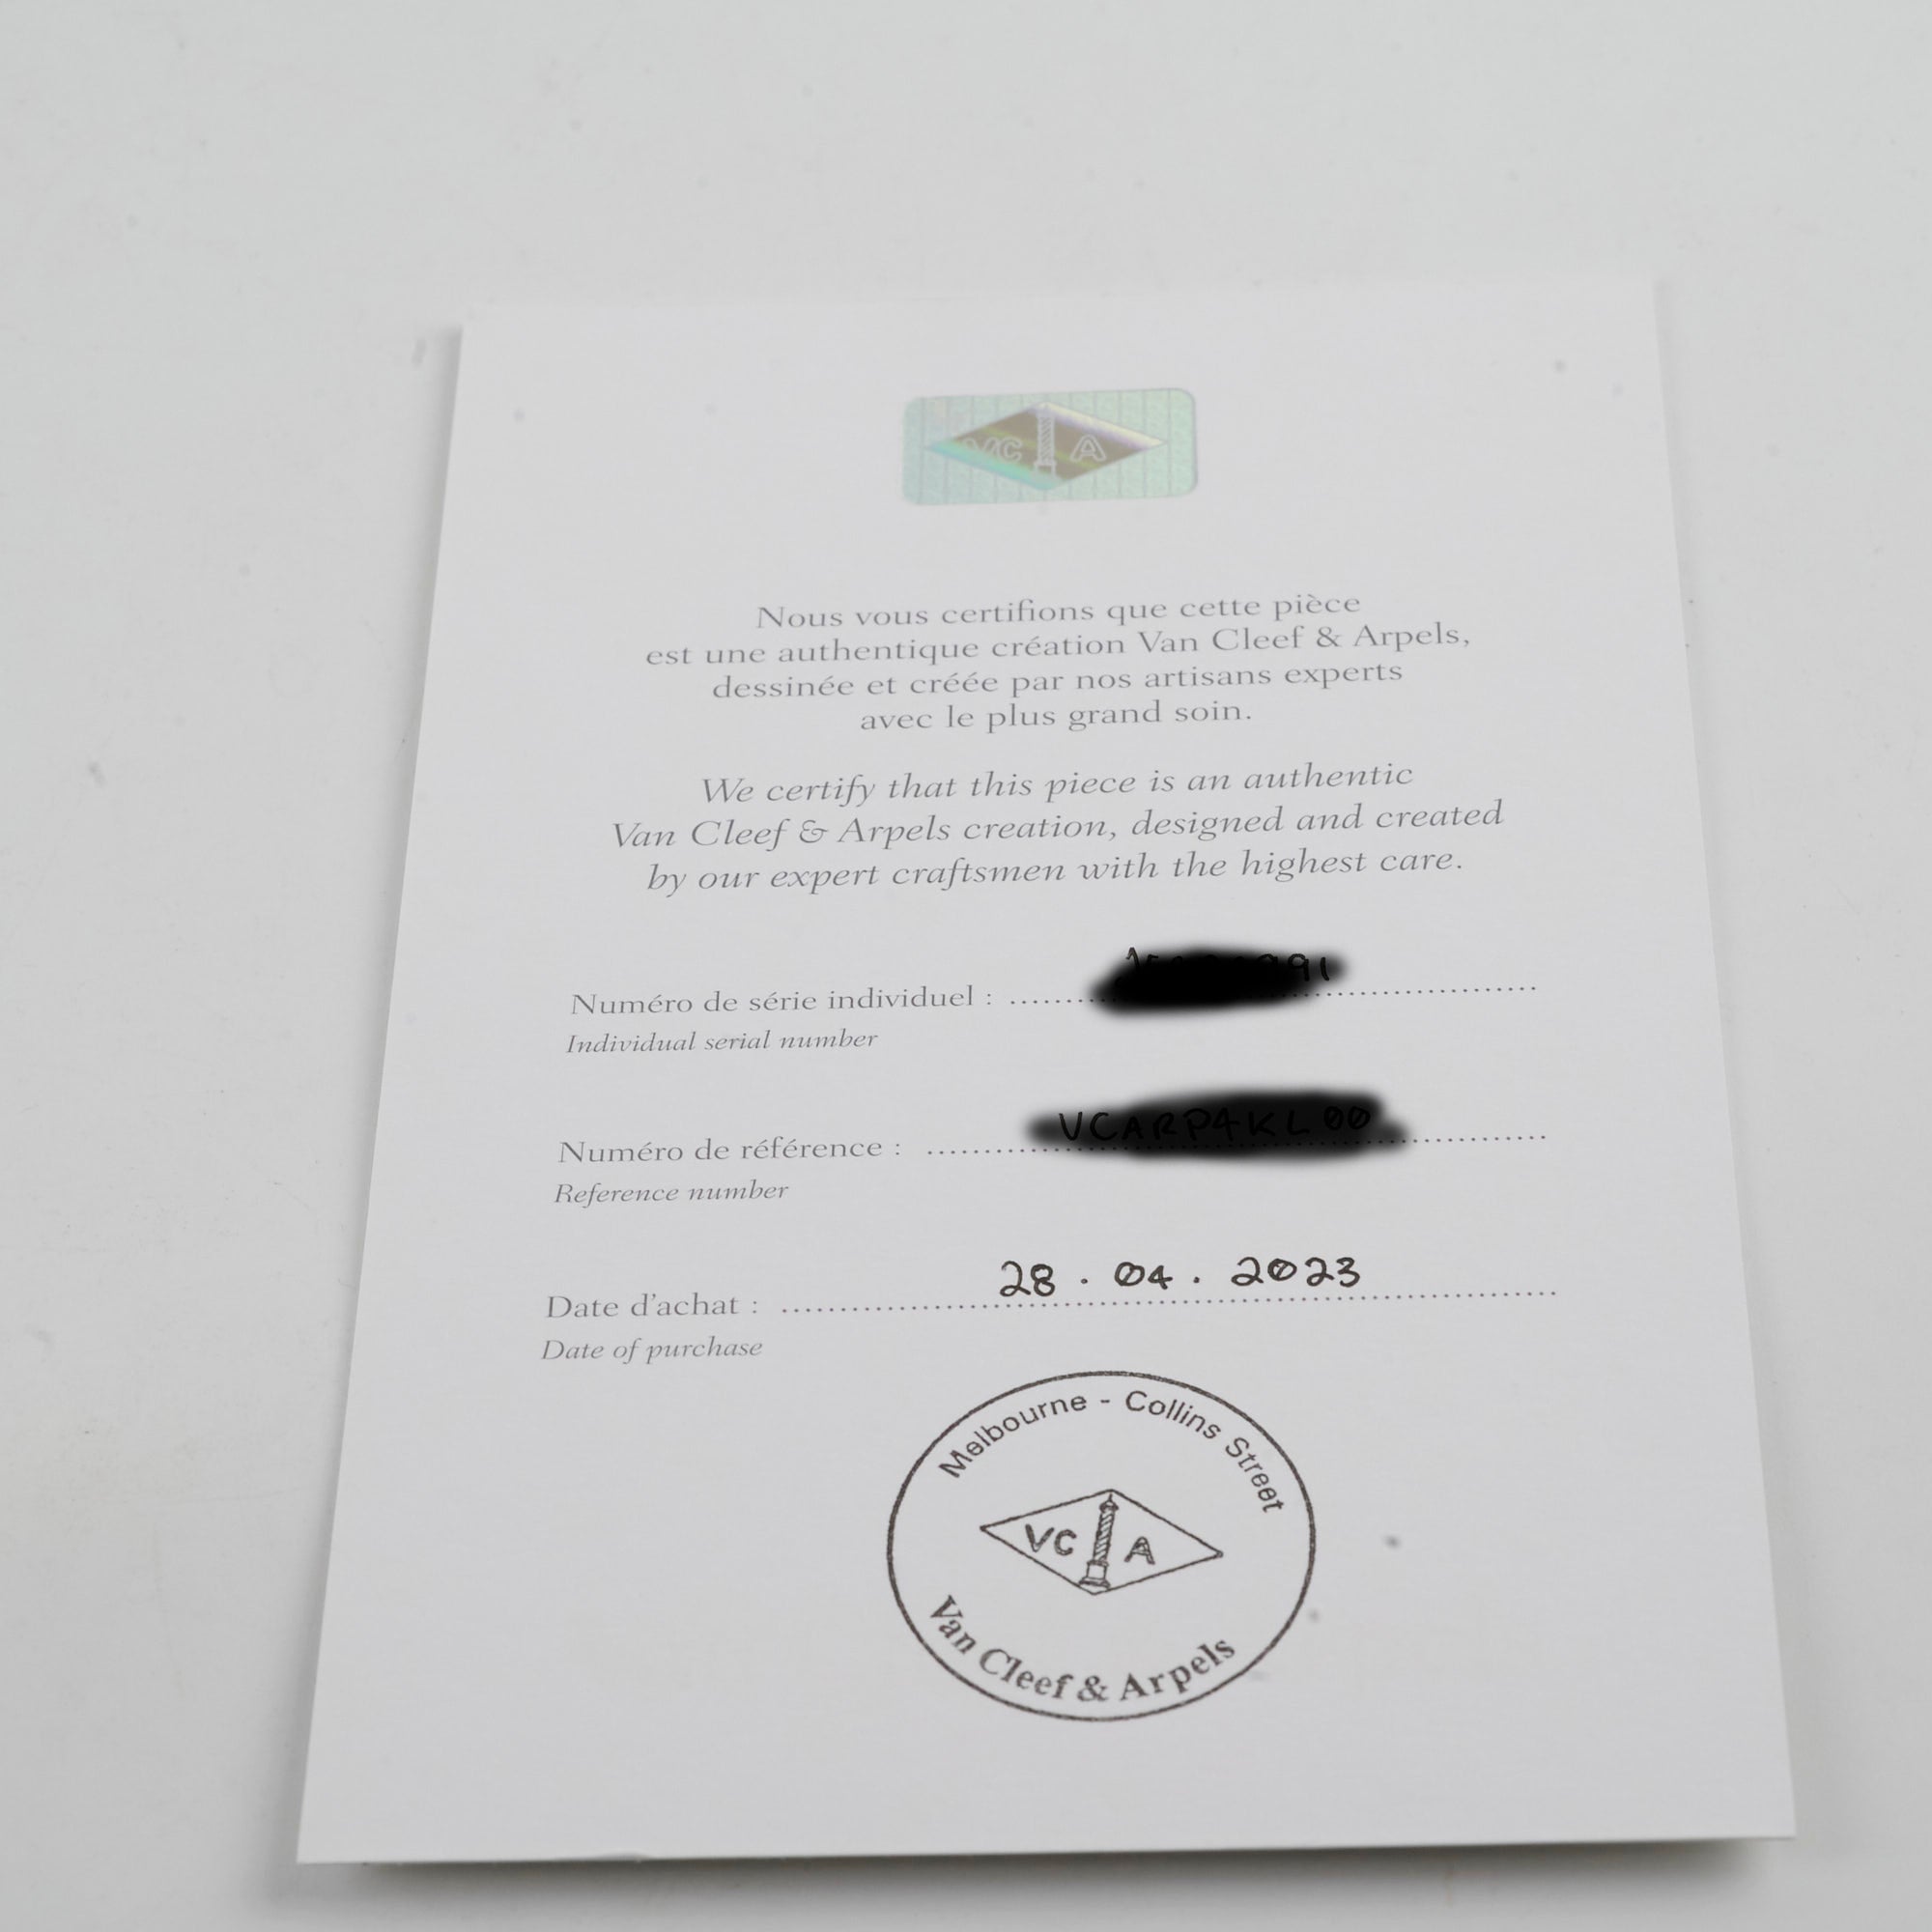 VC A
Nous vous certifions que cette pièce
est une authentique création Van Cleef & Arpels,
dessinée et créée par nos artisans experts
avec le plus grand soin.
We certify that this piece is an authentic
Van Cleef & Arpels creation, designed and created
by our expert craftsmen with the highest care.
Numéro de série individuel :
Individual serial number
Numéro de référence :
Reference number
Date d'achat : 28 . 04 . 2023
Date of purchase
Melbourne - Collins Street
VC A
Van Cleef & Arpels